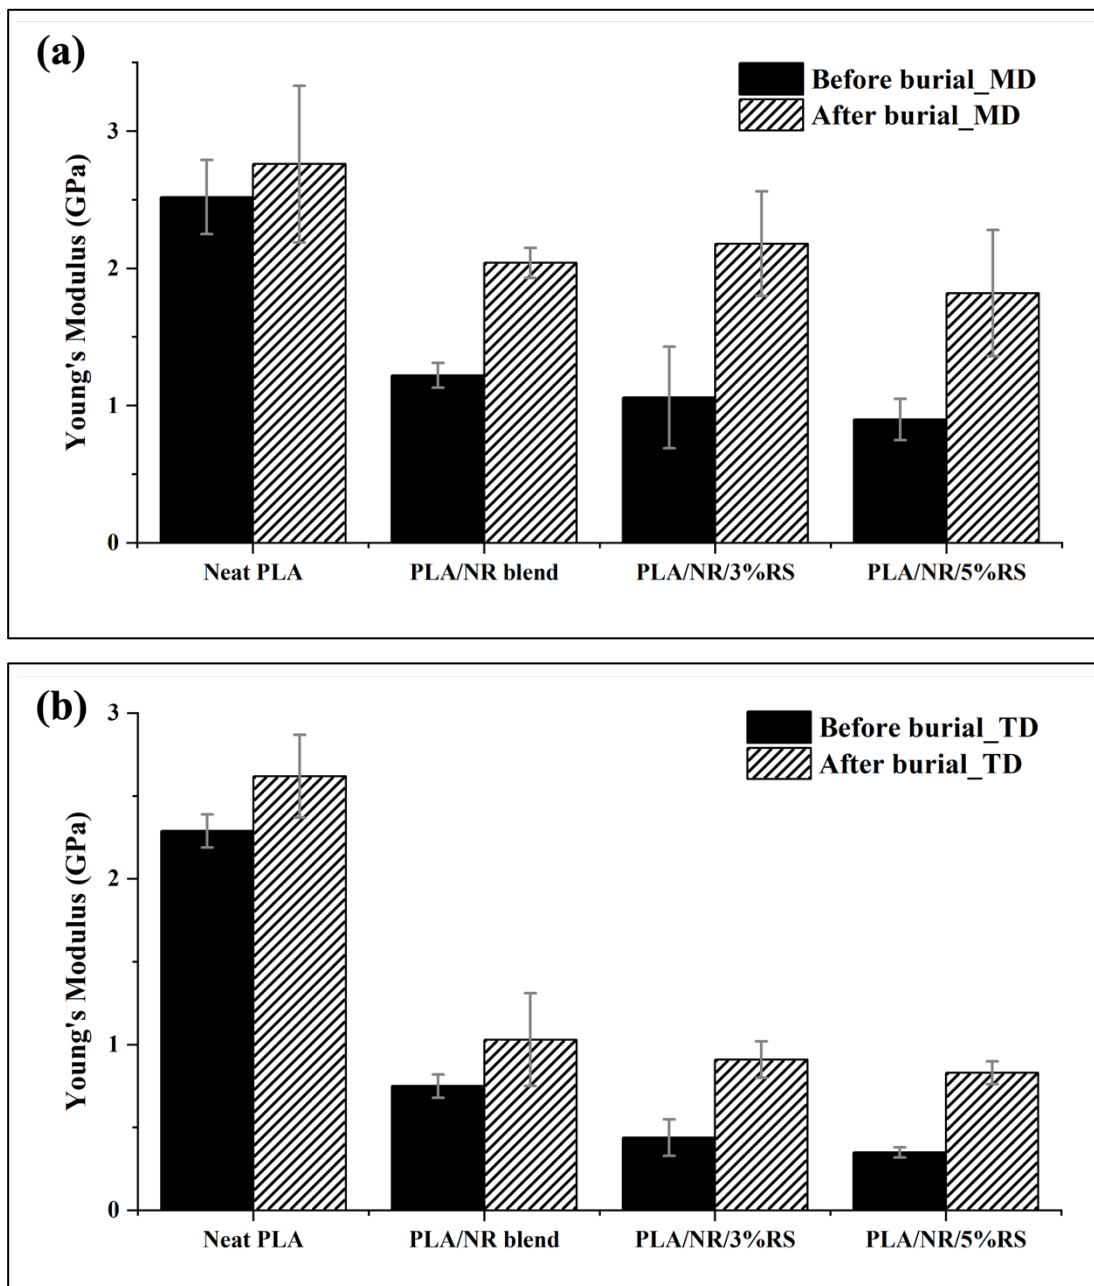 (a)
Before burial_MD
After burial_MD
Young's Modulus (GPa)
3
2
1
0
Neat PLA
PLA/NR blend
PLA/NR/3%RS
PLA/NR/5%RS
(b)
Before burial_TD
After burial_TD
Young's Modulus (GPa)
3
2
1
0
Neat PLA
PLA/NR blend
PLA/NR/3%RS
PLA/NR/5%RS